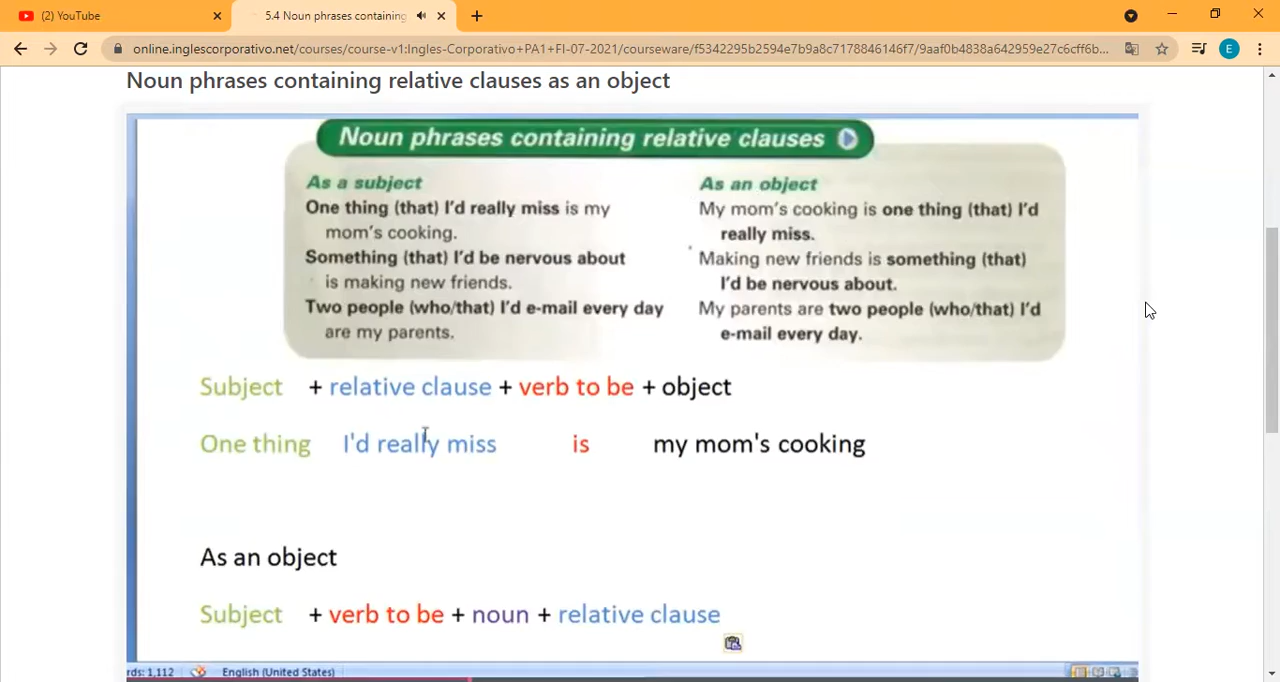 (2) YouTube
5.4 Noun phrases containing
online.inglescorporativo.net/courses/course-v1:Ingles-Corporativo+PA1+FI-07-2021/courseware/f5342295b2594e7b9a8c7178846146f7/9aaf0b4838a642959e27c6cff6b...
E
Noun phrases containing relative clauses as an object
Noun phrases containing relative clauses
As a subject
One thing (that) I'd really miss is my
mom's cooking.
Something (that) I'd be nervous about
is making new friends.
Two people (who/that) I'd e-mail every day
are my parents.
As an object
My mom's cooking is one thing (that) I'd
really miss.
Making new friends is something (that)
I'd be nervous about.
My parents are two people (who/that) I'd
e-mail every day.
Subject + relative clause + verb to be + object
One thing I'd really miss is my mom's cooking
As an object
Subject + verb to be + noun + relative clause
rds: 1,112 English (United States)